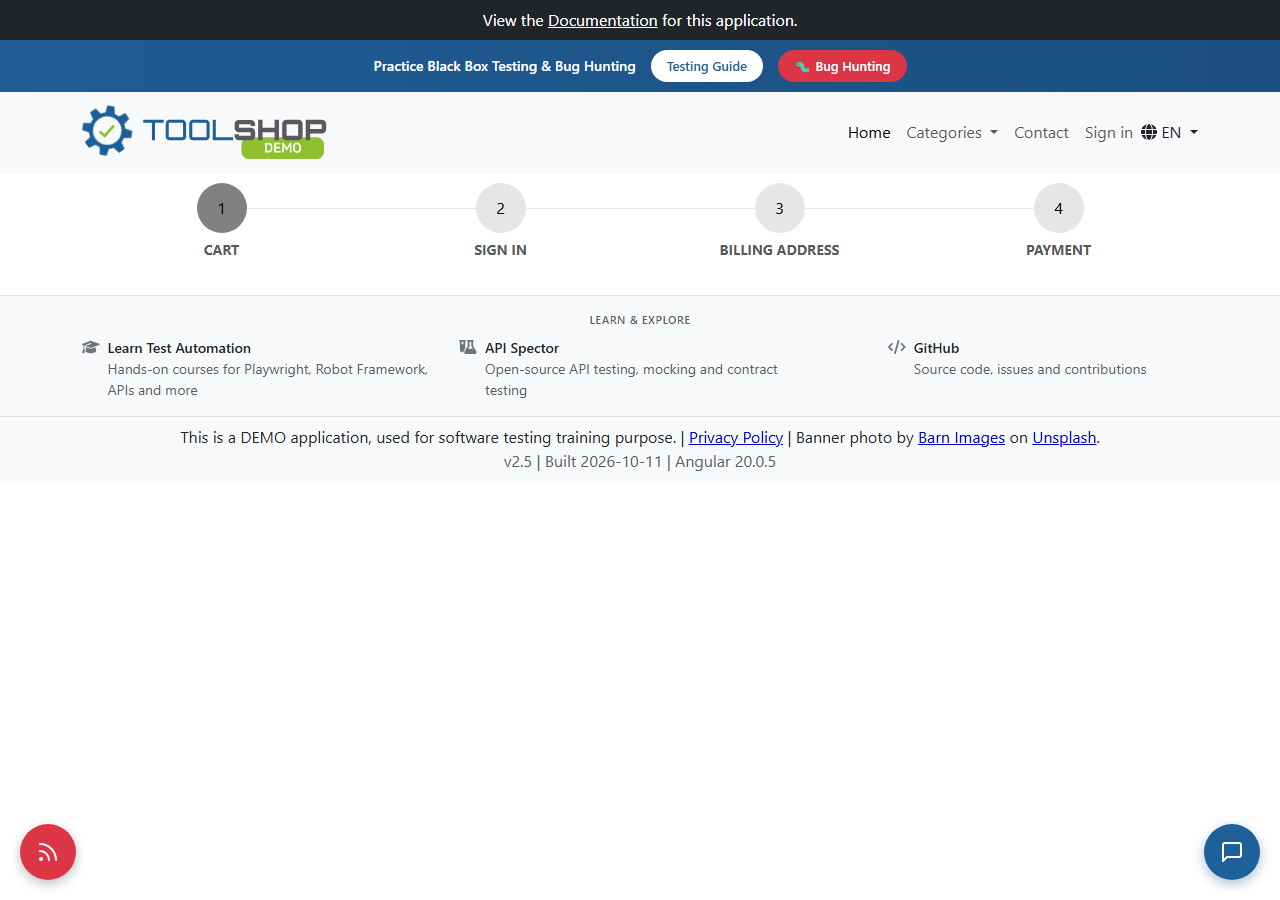 View the Documentation for this application.
Practice Black Box Testing & Bug Hunting Testing Guide Bug Hunting
TOOLSHOP
DEMO
Home Categories Contact Sign in EN
1 2 3 4
CART SIGN IN BILLING ADDRESS PAYMENT
LEARN & EXPLORE
Learn Test Automation
Hands-on courses for Playwright, Robot Framework,
APIs and more
API Spector
Open-source API testing, mocking and contract
testing
GitHub
Source code, issues and contributions
This is a DEMO application, used for software testing training purpose. | Privacy Policy | Banner photo by Barn Images on Unsplash.
v2.5 | Built 2026-10-11 | Angular 20.0.5